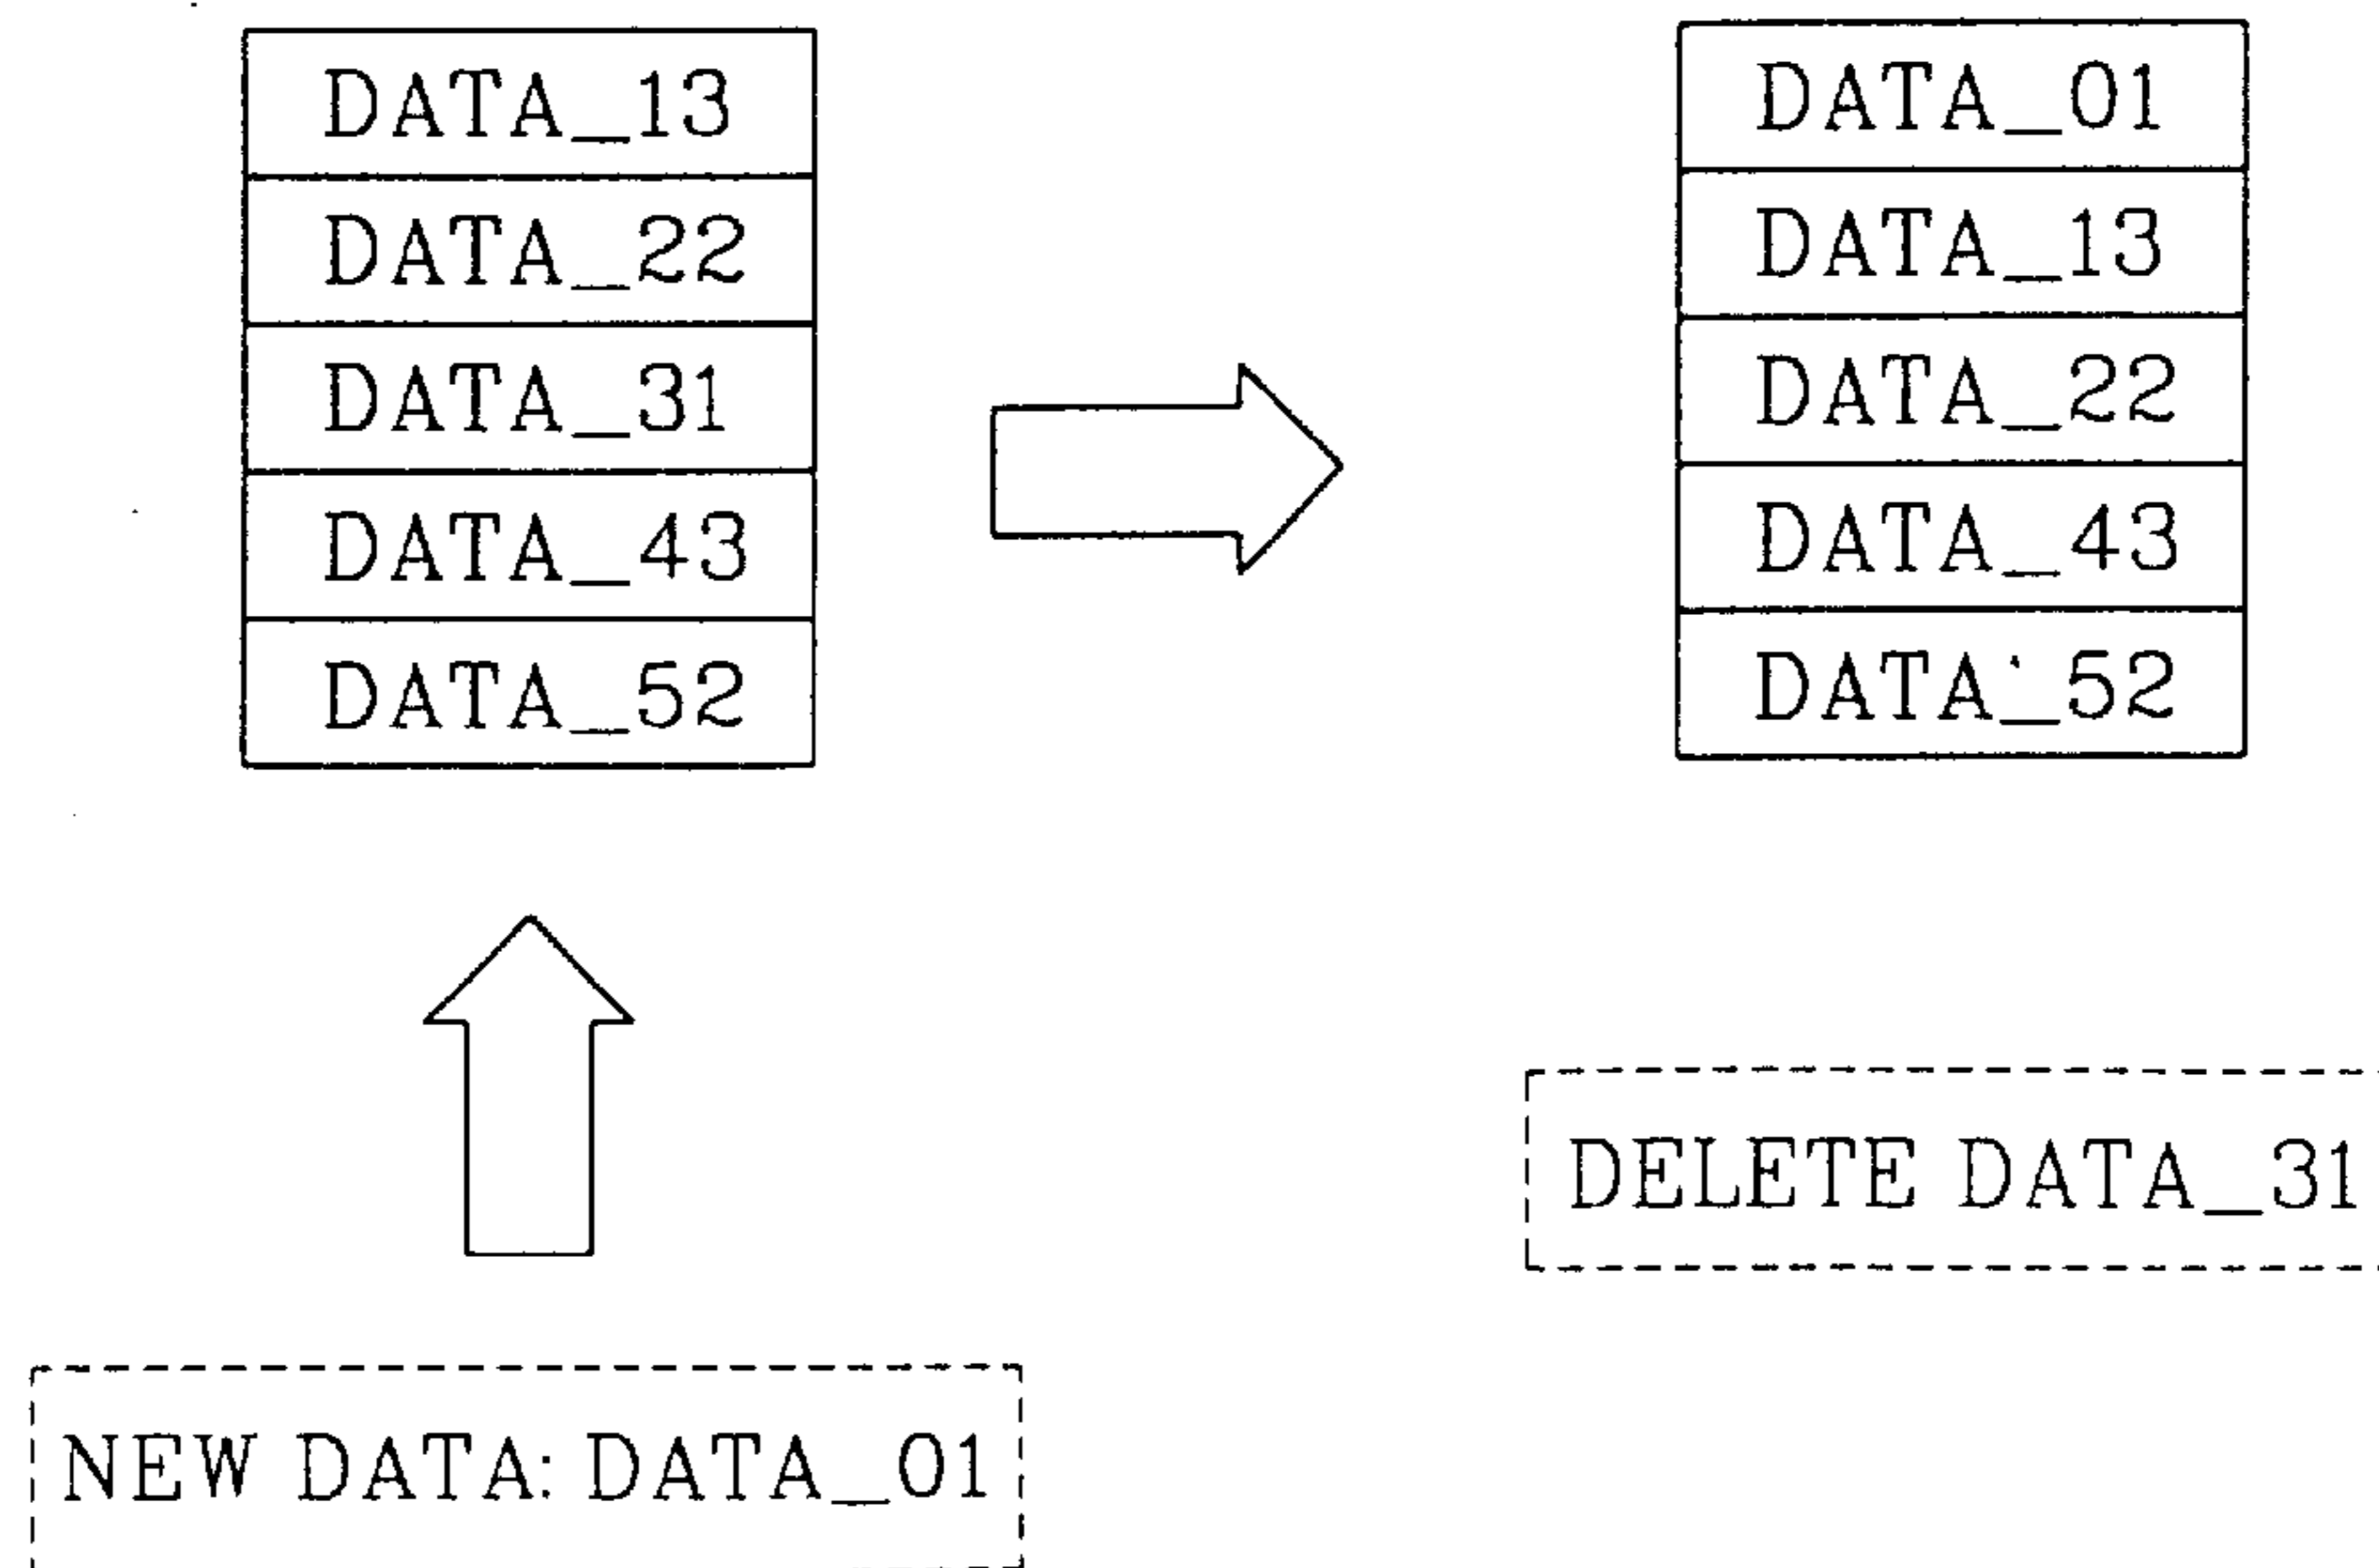 DATA_13
DATA_22
DATA_31
DATA_43
DATA_52
DATA_01
DATA_13
DATA_22
DATA_43
DATA_52
DELETE DATA_31
NEW DATA: DATA_01